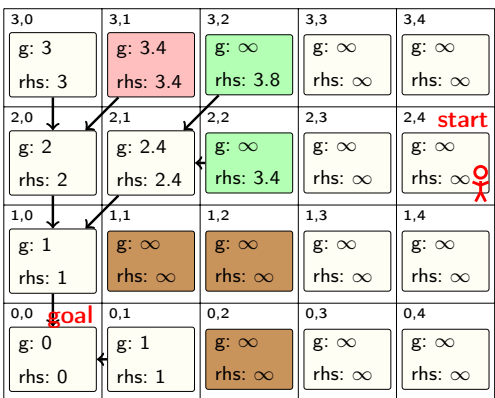 3,0 3,1 3,2 3,3 3,4
g: 3 g: 3.4 g: ∞ g: ∞ g: ∞
rhs: 3 rhs: 3.4 rhs: 3.8 rhs: ∞ rhs: ∞
2,0 2,1 2,2 2,3 2,4 start
g: 2 g: 2.4 g: ∞ g: ∞ g: ∞
rhs: 2 rhs: 2.4 rhs: 3.4 rhs: ∞ rhs: ∞
1,0 1,1 1,2 1,3 1,4
g: 1 g: ∞ g: ∞ g: ∞ g: ∞
rhs: 1 rhs: ∞ rhs: ∞ rhs: ∞ rhs: ∞
0,0 goal 0,1 0,2 0,3 0,4
g: 0 g: 1 g: ∞ g: ∞ g: ∞
rhs: 0 rhs: 1 rhs: ∞ rhs: ∞ rhs: ∞